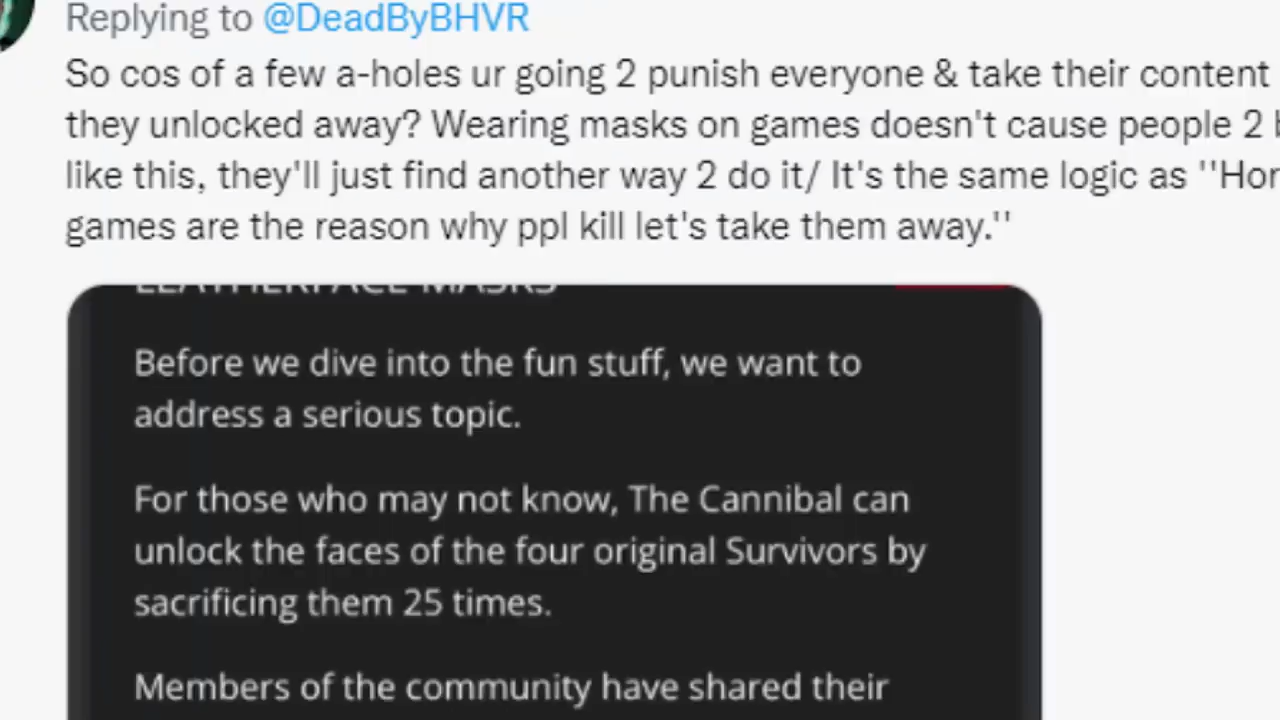 Replying to @DeadByBHVR
So cos of a few a-holes ur going 2 punish everyone & take their content
they unlocked away? Wearing masks on games doesn't cause people 2
like this, they'll just find another way 2 do it/ It's the same logic as ''Hor
games are the reason why ppl kill let's take them away.''
LEATHERFACE MASKS
Before we dive into the fun stuff, we want to
address a serious topic.
For those who may not know, The Cannibal can
unlock the faces of the four original Survivors by
sacrificing them 25 times.
Members of the community have shared their